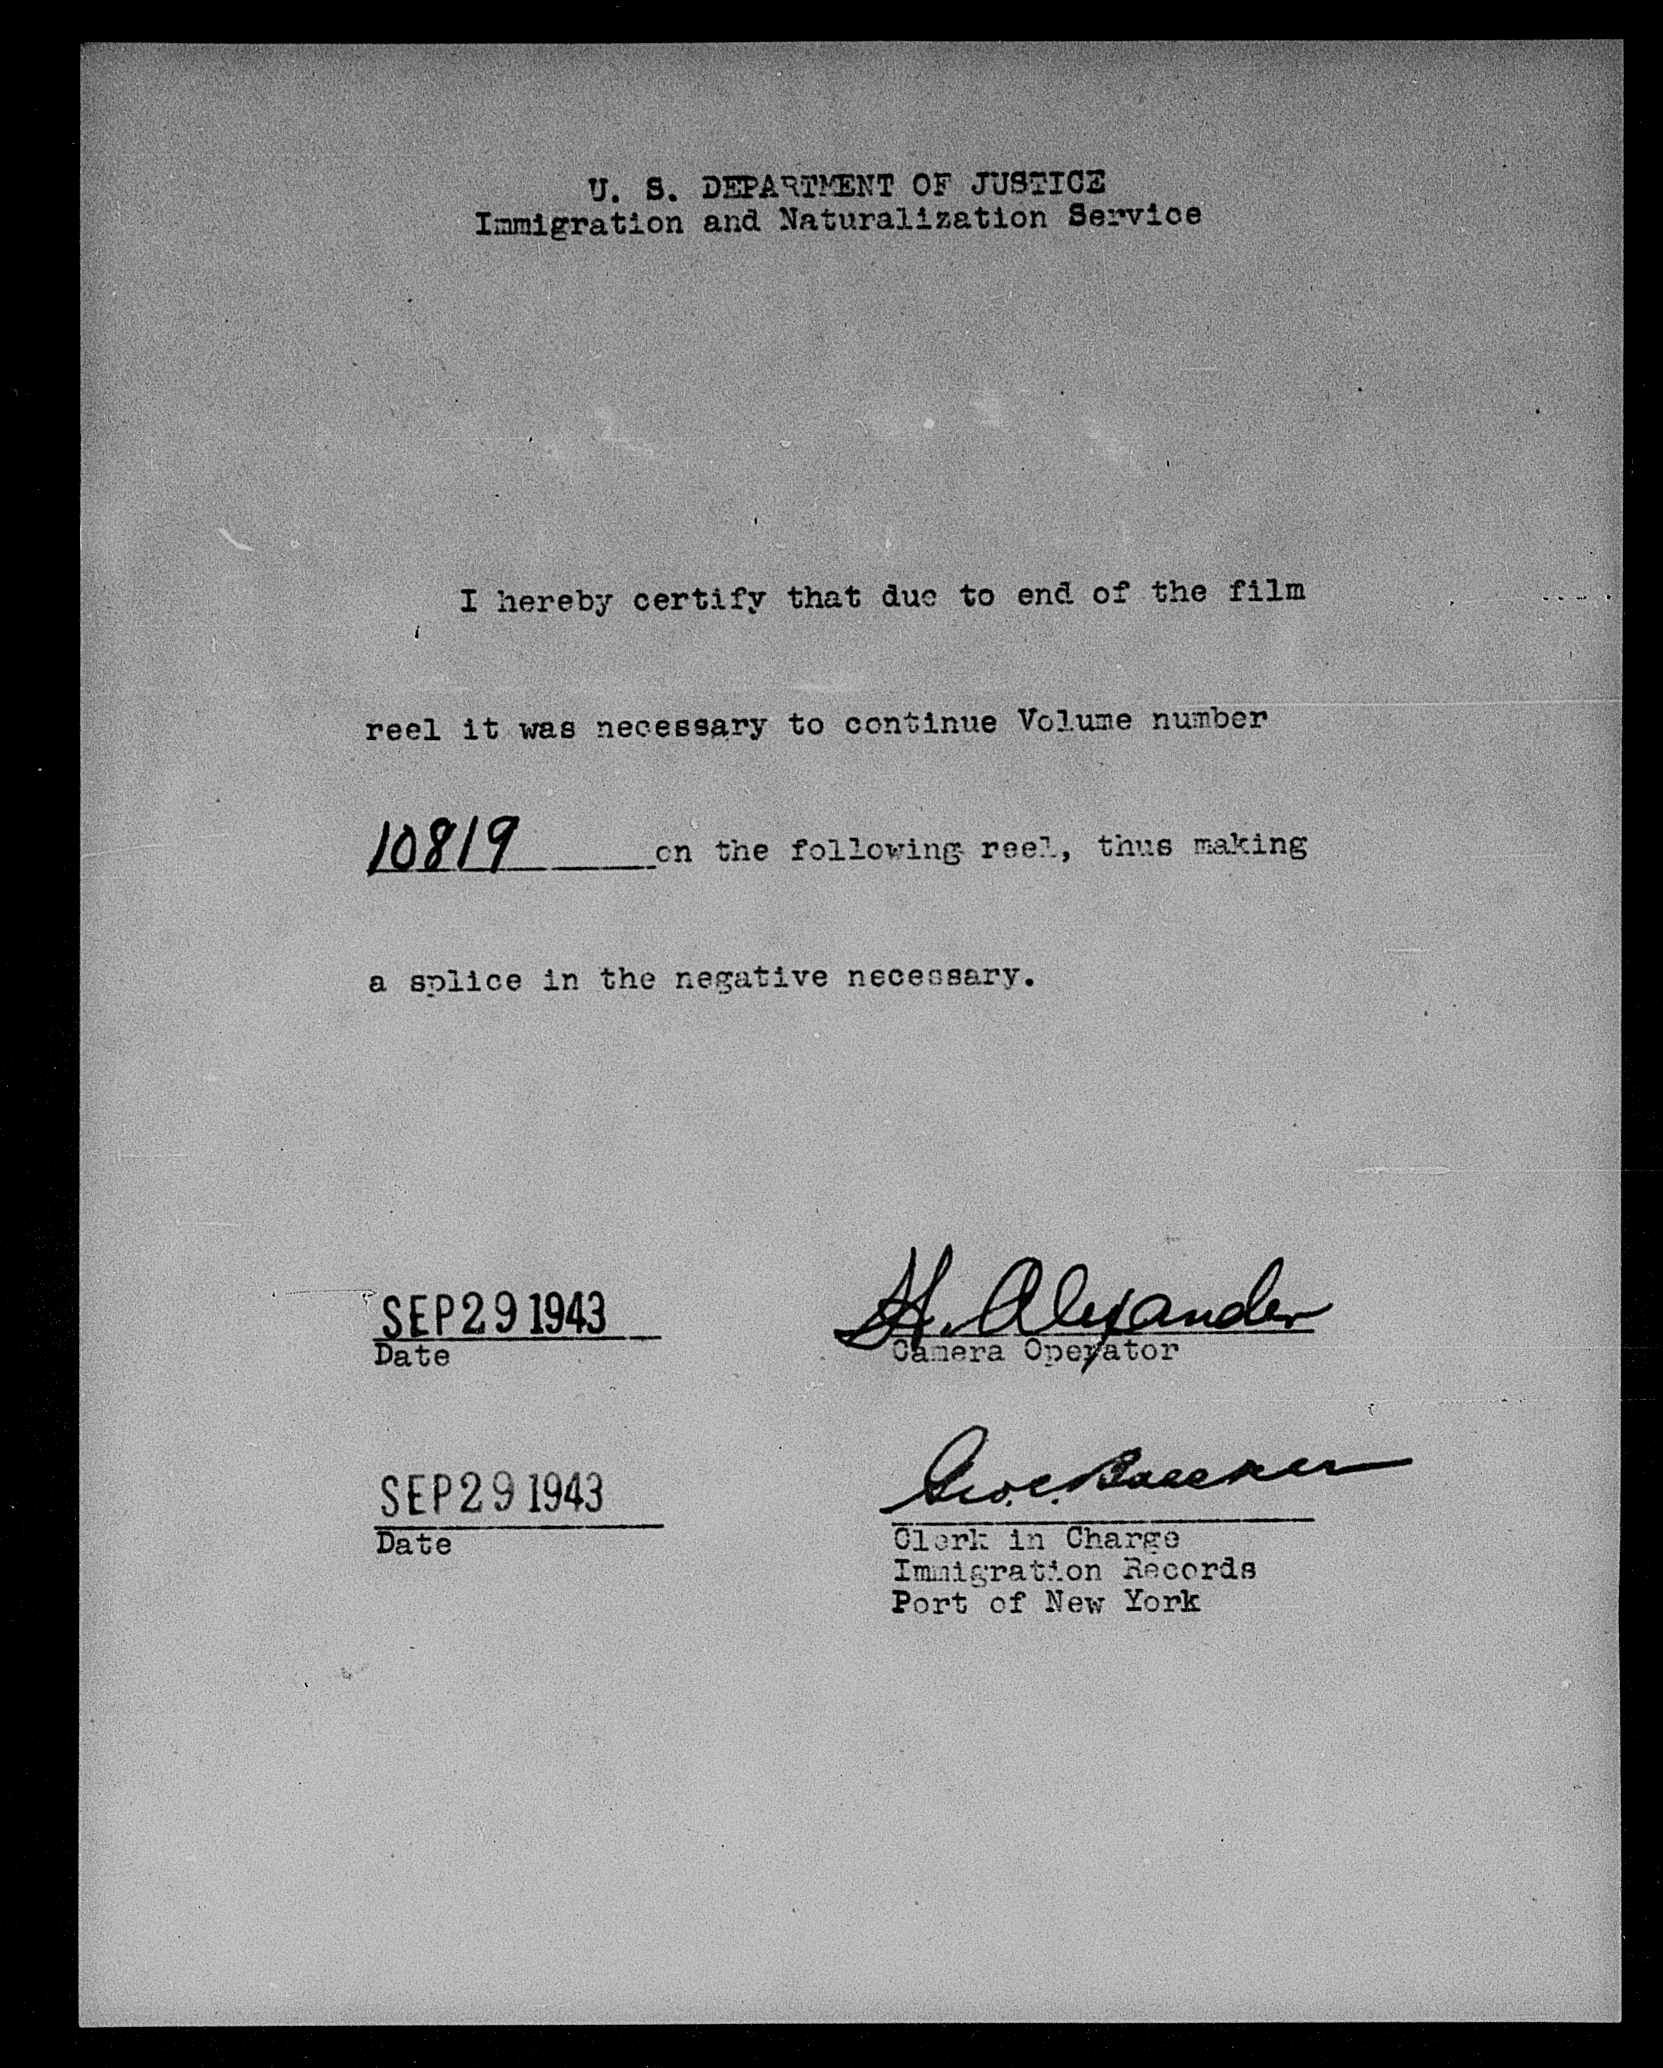 U. S. DEPARTMENT OF JUSTICE
Immigration and Naturalization Service
I hereby certify that due to end of the film
reel it was necessary to continue Volume number
10819 on the following reel, thus making
a splice in the negative necessary.
SEP 29 1943
Date
H. Alexander
Camera Operator
SEP 29 1943
Date
Geo. C. Baecker
Clerk in Charge
Immigration Records
Port of New York